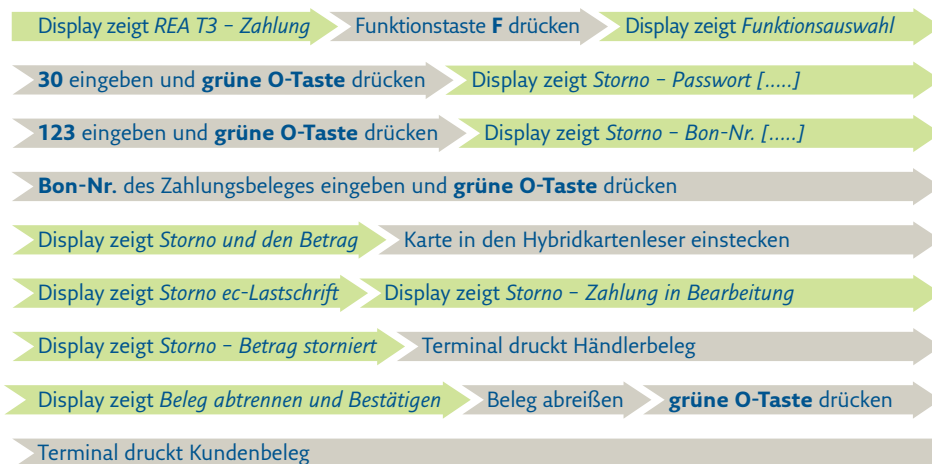 Display zeigt REA T3 – Zahlung Funktionstaste F drücken Display zeigt Funktionsauswahl
30 eingeben und grüne O-Taste drücken Display zeigt Storno – Passwort [.....]
123 eingeben und grüne O-Taste drücken Display zeigt Storno – Bon-Nr. [.....]
Bon-Nr. des Zahlungsbeleges eingeben und grüne O-Taste drücken
Display zeigt Storno und den Betrag Karte in den Hybridkartenleser einstecken
Display zeigt Storno ec-Lastschrift Display zeigt Storno – Zahlung in Bearbeitung
Display zeigt Storno – Betrag storniert Terminal druckt Händlerbeleg
Display zeigt Beleg abtrennen und Bestätigen Beleg abreißen grüne O-Taste drücken
Terminal druckt Kundenbeleg